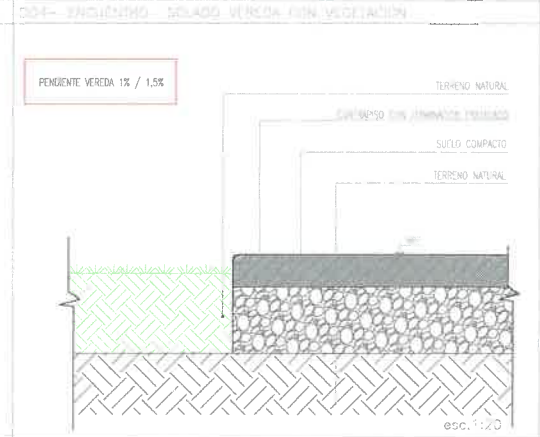 D04- ENCUENTRO SOLADO VEREDA CON VEGETACIÓN
PENDIENTE VEREDA 1% / 1,5%
TERRENO NATURAL
SUELO COMPACTO
TERRENO NATURAL
esc.1:20